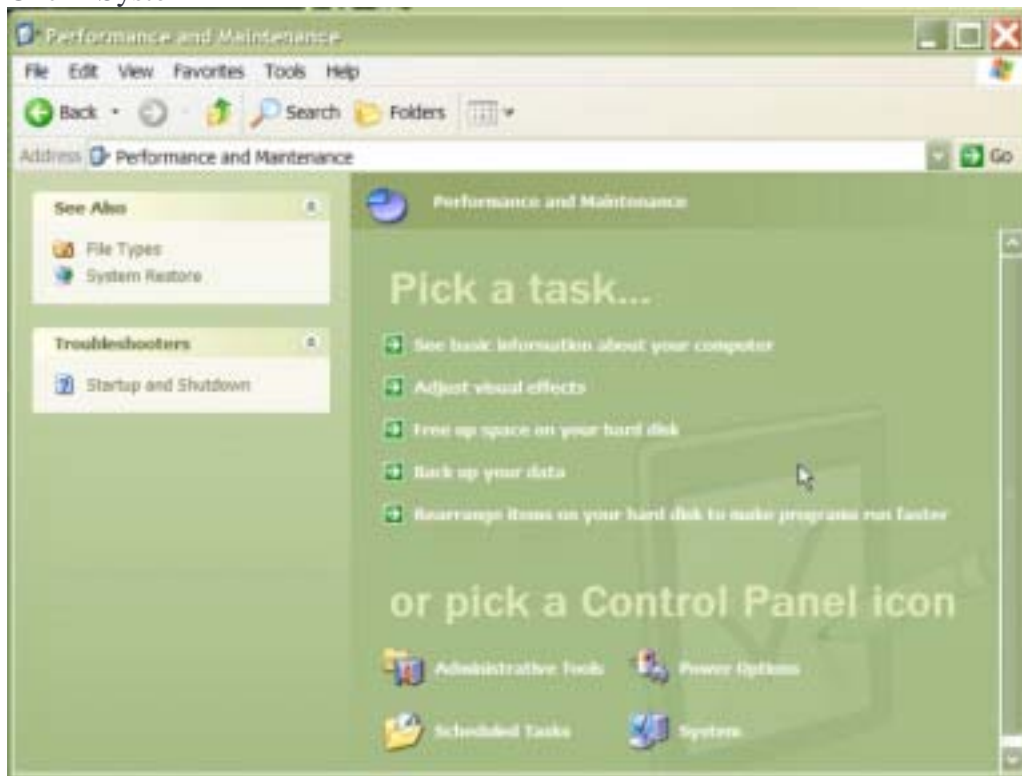 Performance and Maintenance
File Edit View Favorites Tools Help
Back Search Folders
Address Performance and Maintenance Go
See Also
File Types
System Restore
Troubleshooters
Startup and Shutdown
Performance and Maintenance
Pick a task...
See basic information about your computer
Adjust visual effects
Free up space on your hard disk
Back up your data
Rearrange items on your hard disk to make programs run faster
or pick a Control Panel icon
Administrative Tools Power Options
Scheduled Tasks System